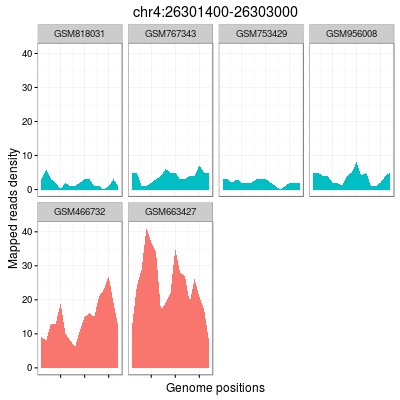 chr4:26301400-26303000
GSM818031 GSM767343 GSM753429 GSM956008
40
30
20
10
0
GSM466732 GSM663427
40
30
20
10
0
Mapped reads density
Genome positions